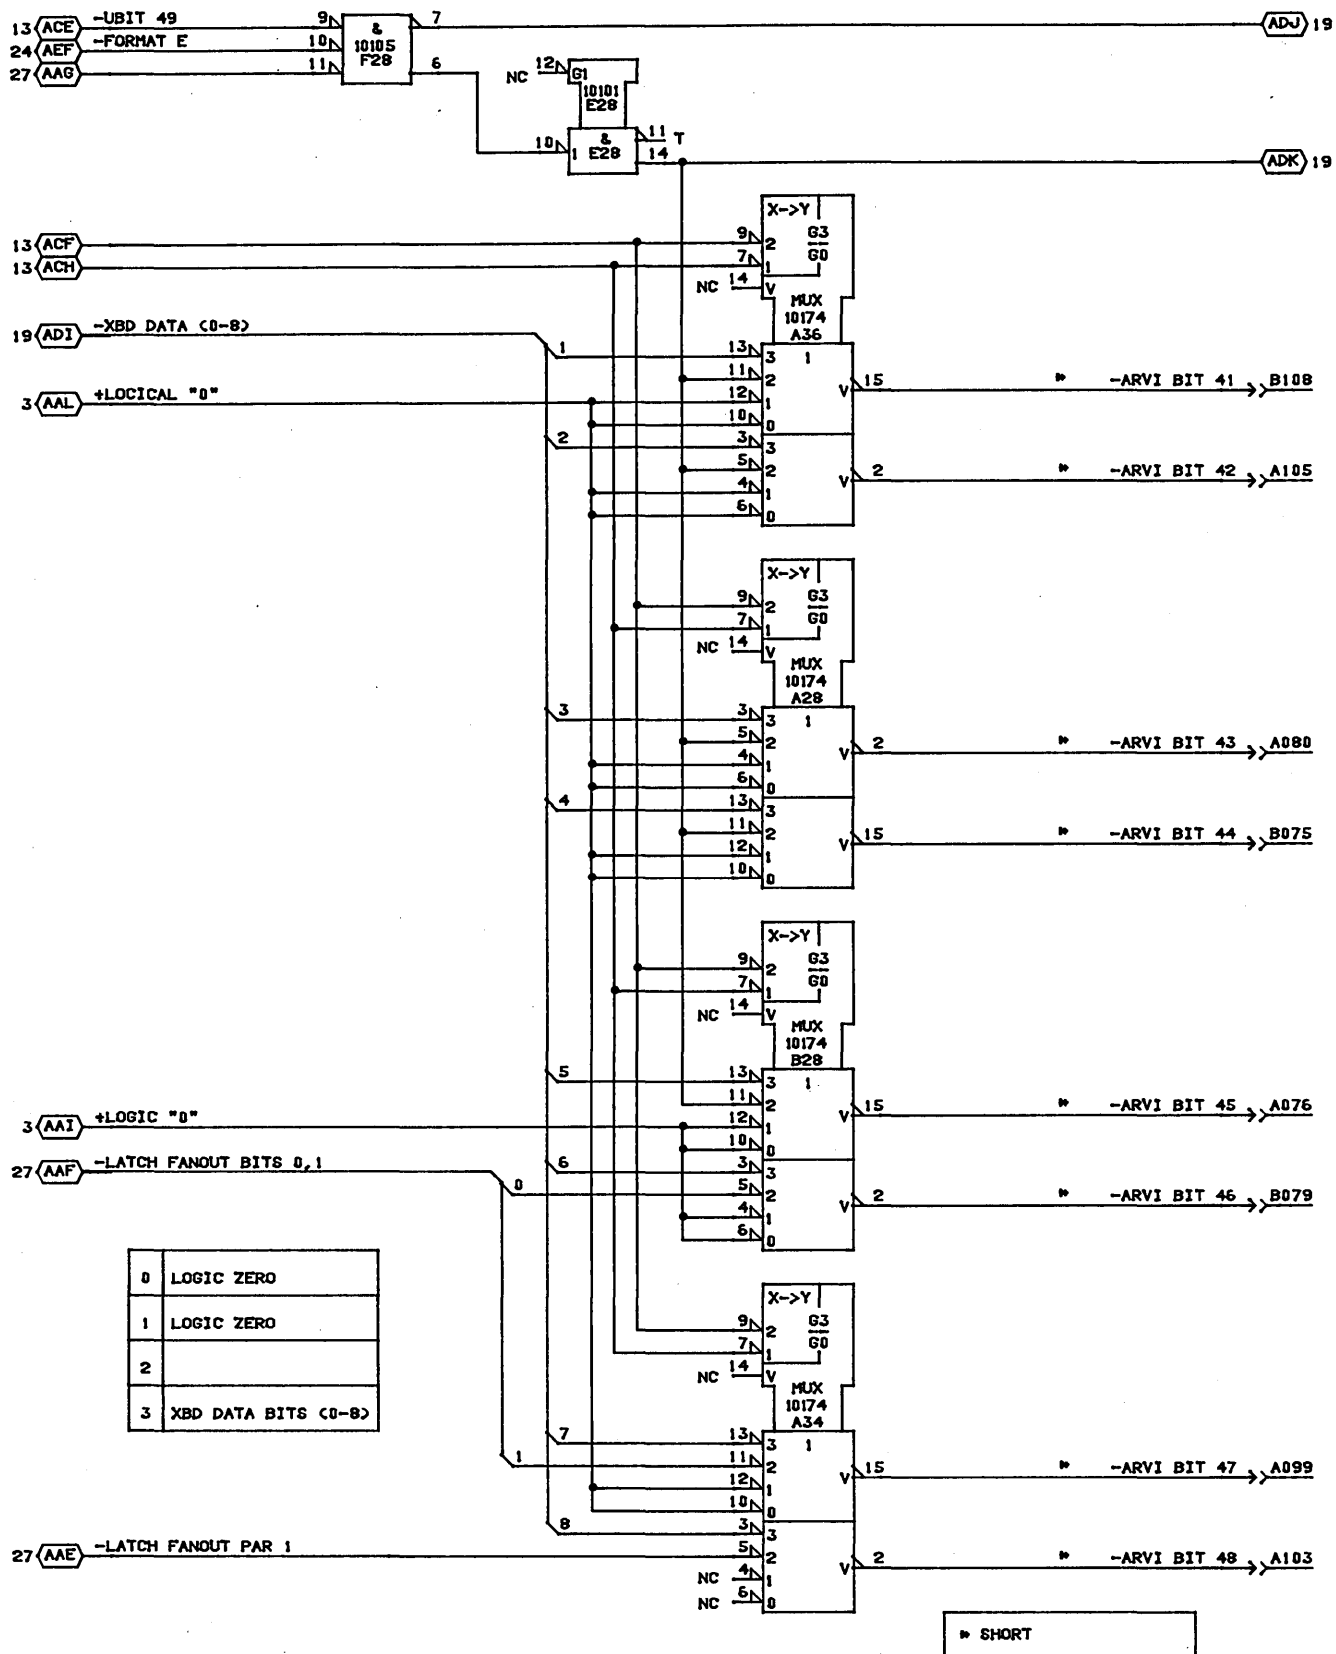 13 ACE -UBIT 49 9 & 7 ADJ 19
24 AEF -FORMAT E 10 10105
27 AAG 11 F28 6
NC 12 G1
10101
E28
10 1 & 11 T
E28 14 ADK 19
X->Y
13 ACF 9 2 G3
13 ACH 7 1 G0
NC 14 V
MUX
10174
A36
19 ADI -XBD DATA (0-8)
1 13 3 1
11 2 V 15 -ARVI BIT 41 B108
3 AAL +LOCICAL "0" 12 1
10 0
2 3 3
5 2 V 2 -ARVI BIT 42 A105
4 1
6 0
X->Y
9 2 G3
7 1 G0
NC 14 V
MUX
10174
A28
3 3 3 1
5 2 V 2 -ARVI BIT 43 A080
4 1
6 0
4 13 3
11 2 V 15 -ARVI BIT 44 B075
12 1
10 0
X->Y
9 2 G3
7 1 G0
NC 14 V
MUX
10174
B28
5 13 3 1
11 2 V 15 -ARVI BIT 45 A076
3 AAI +LOGIC "0" 12 1
10 0
27 AAF -LATCH FANOUT BITS 0,1 6 3 3
0 5 2 V 2 -ARVI BIT 46 B079
4 1
6 0
0 LOGIC ZERO
1 LOGIC ZERO
2
3 XBD DATA BITS (0-8)
X->Y
9 2 G3
7 1 G0
NC 14 V
MUX
10174
A34
7 13 3 1
1 11 2 V 15 -ARVI BIT 47 A099
12 1
10 0
8 3 3
27 AAE -LATCH FANOUT PAR 1 5 2 V 2 -ARVI BIT 48 A103
NC 4 1
NC 6 0
SHORT